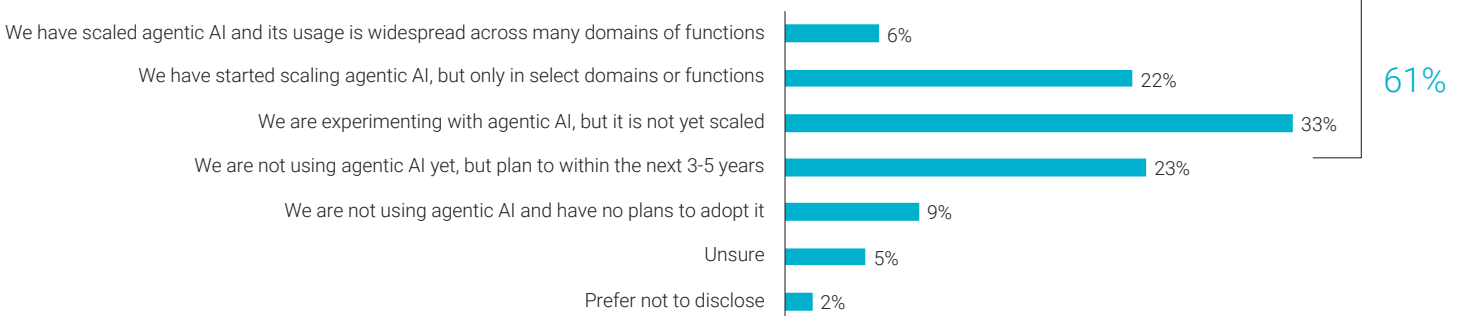 We have scaled agentic AI and its usage is widespread across many domains of functions 6%
We have started scaling agentic AI, but only in select domains or functions 22%
61%
We are experimenting with agentic AI, but it is not yet scaled 33%
We are not using agentic AI yet, but plan to within the next 3-5 years 23%
We are not using agentic AI and have no plans to adopt it 9%
Unsure 5%
Prefer not to disclose 2%